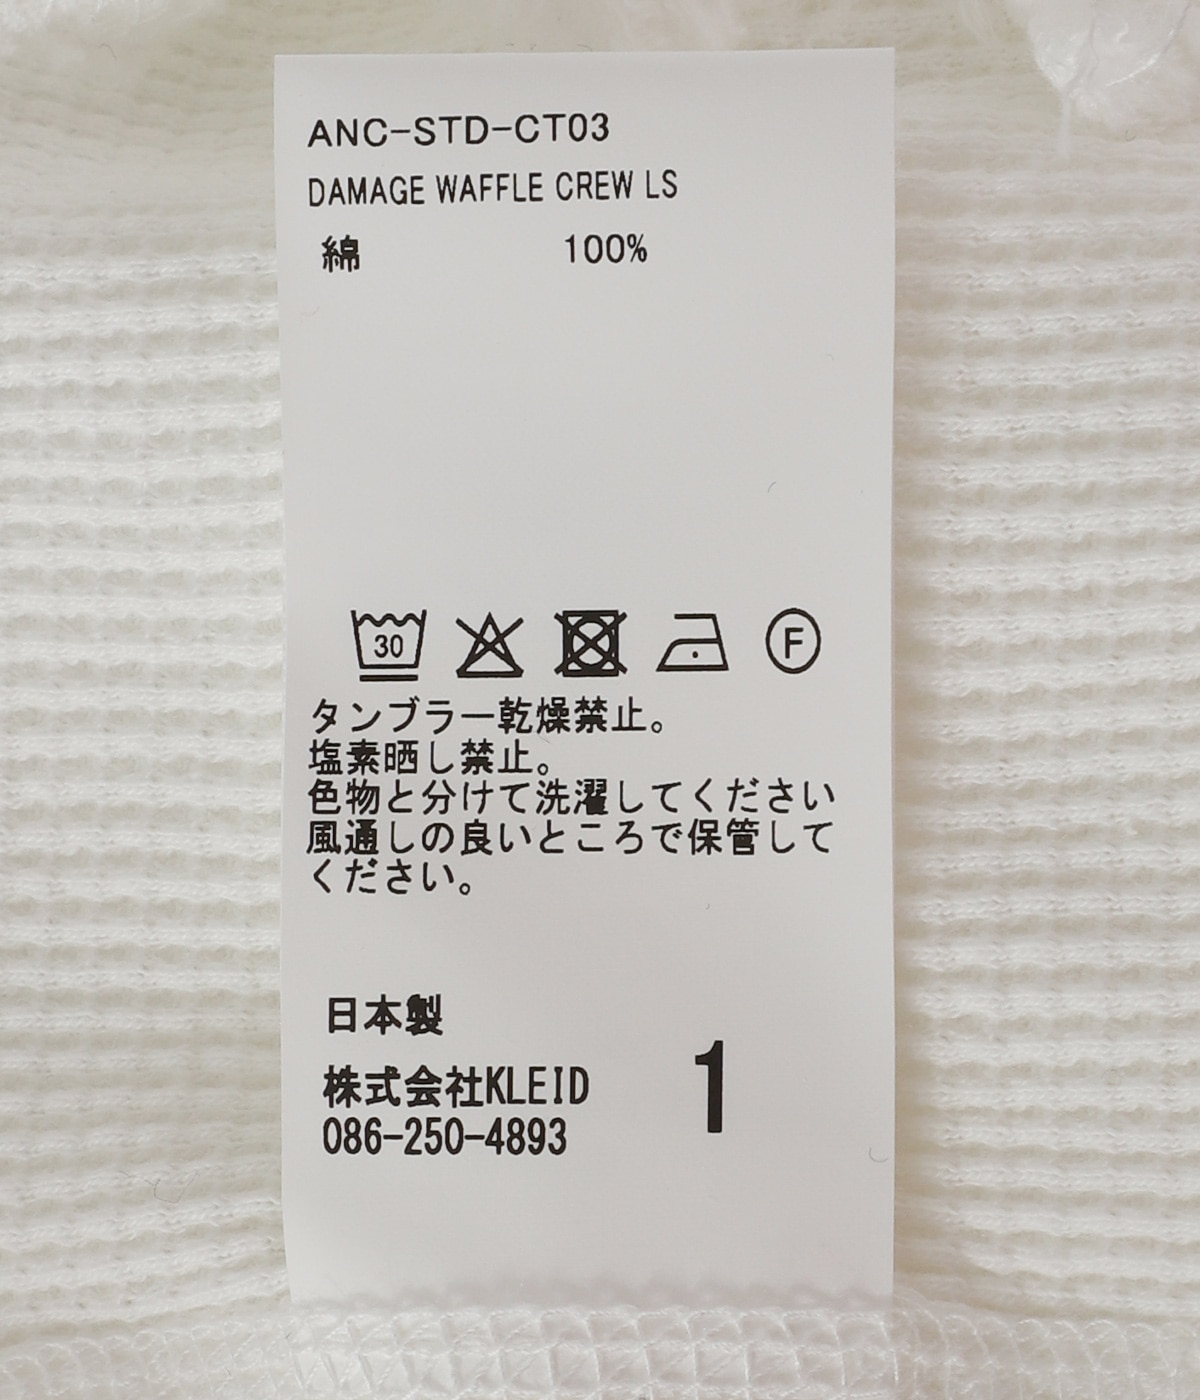 ANC-STD-CT03
DAMAGE WAFFLE CREW LS
綿 100%
30 F
タンブラー乾燥禁止。
塩素晒し禁止。
色物と分けて洗濯してください
風通しの良いところで保管して
ください。
日本製
株式会社KLEID
086-250-4893
1